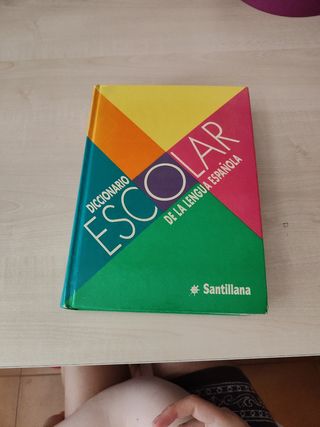 DICCIONARIO
ESCOLAR
DE LA LENGUA ESPAÑOLA
Santillana